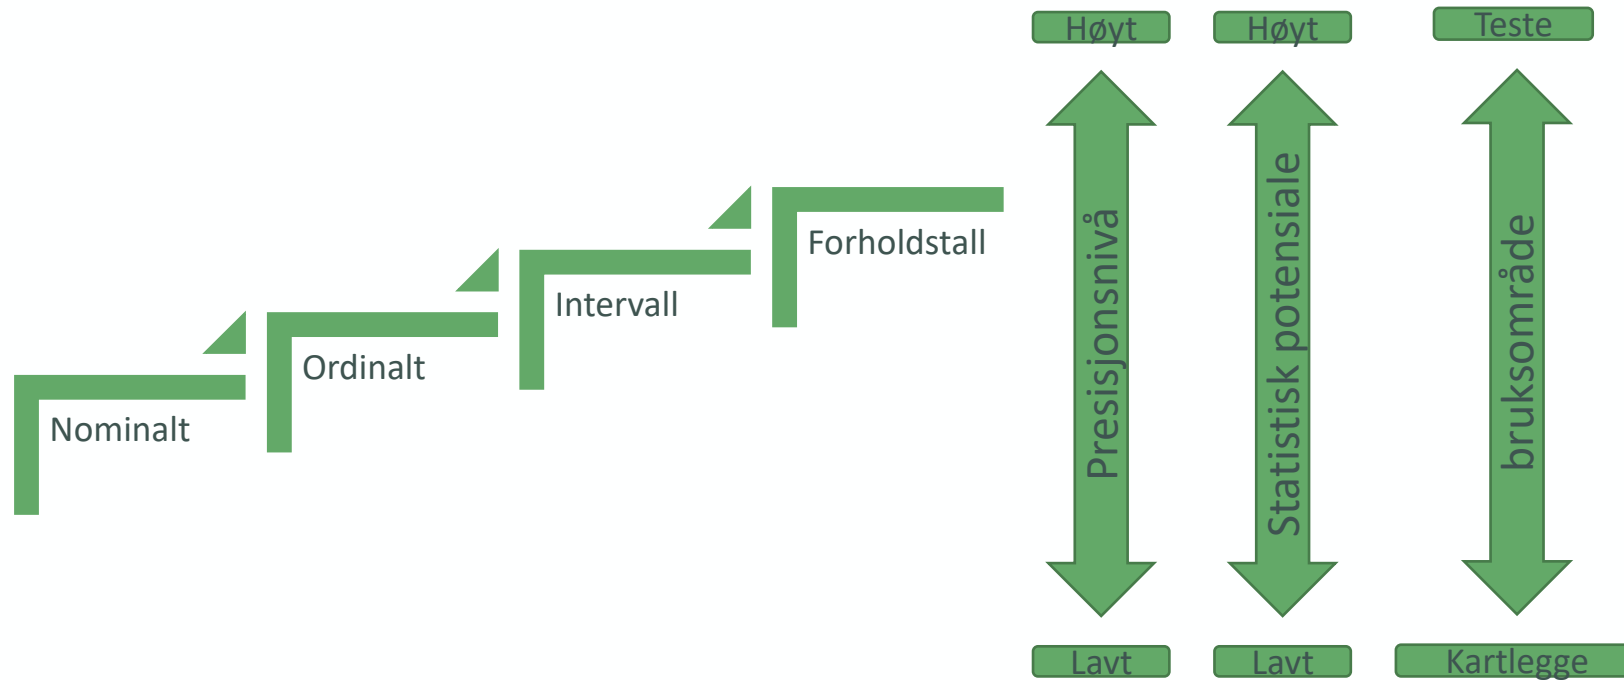 Høyt
Høyt
Teste
Forholdstall
Intervall
Ordinalt
Nominalt
Presisjonsnivå
Statistisk potensiale
bruksområde
Lavt
Lavt
Kartlegge